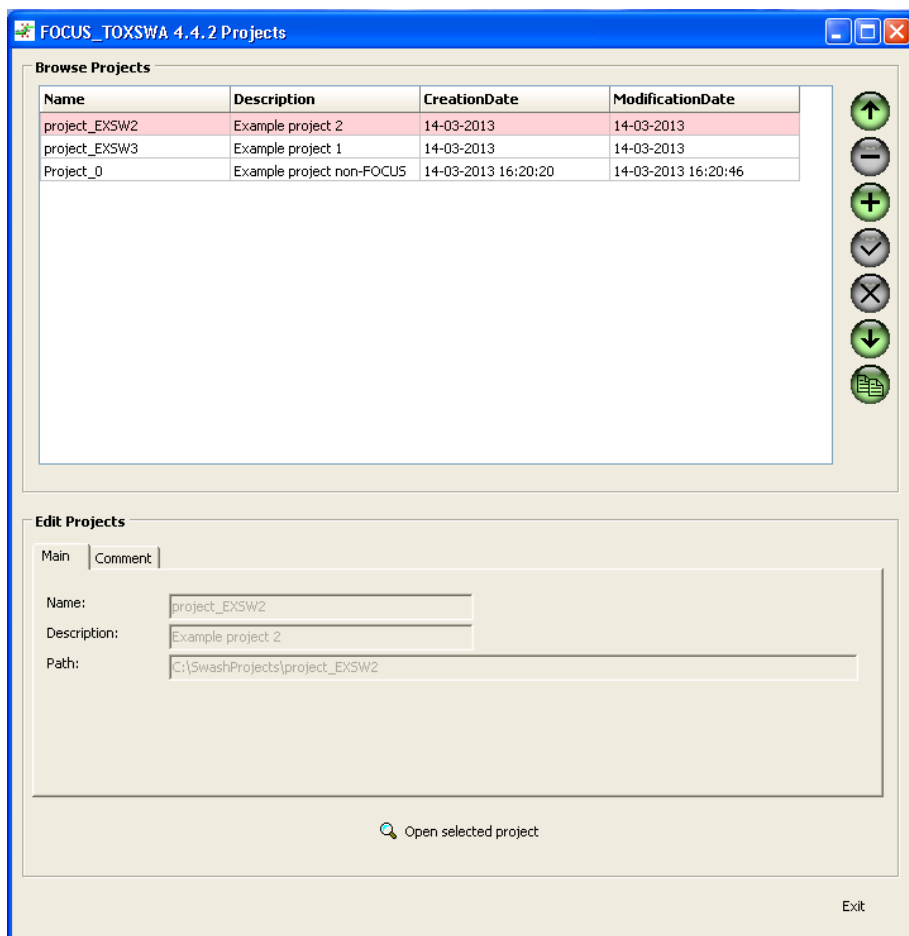 FOCUS_TOXSWA 4.4.2 Projects
Browse Projects
Name Description CreationDate ModificationDate
project_EXSW2 Example project 2 14-03-2013 14-03-2013
project_EXSW3 Example project 1 14-03-2013 14-03-2013
Project_0 Example project non-FOCUS 14-03-2013 16:20:20 14-03-2013 16:20:46
Edit Projects
Main Comment
Name: project_EXSW2
Description: Example project 2
Path: C:\SwashProjects\project_EXSW2
Open selected project
Exit